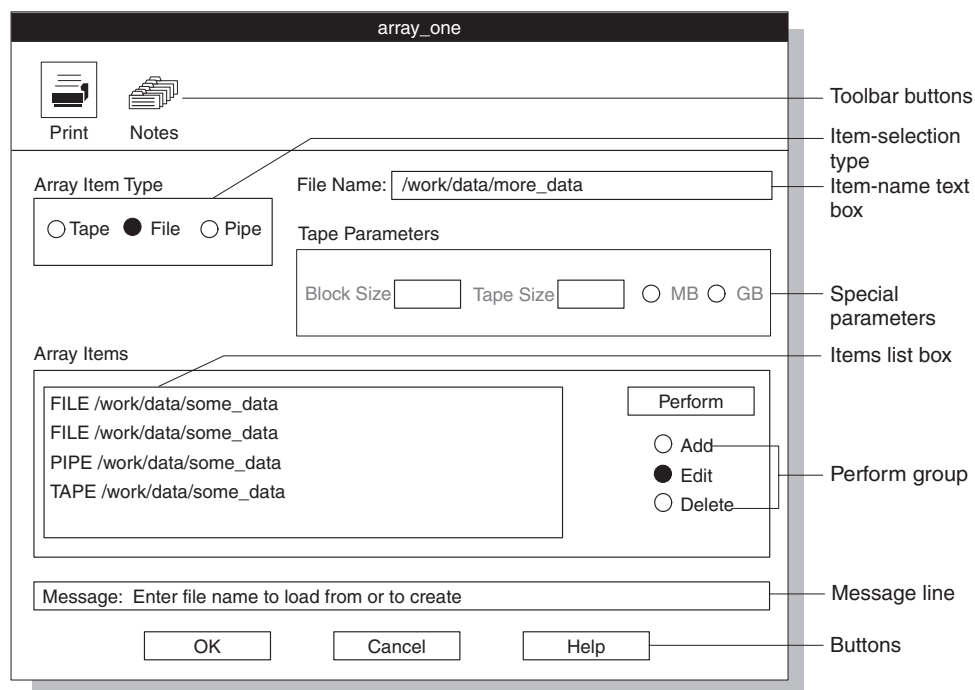 array_one
Print
Notes
Toolbar buttons
Item-selection
type
Array Item Type
Tape
File
Pipe
File Name: /work/data/more_data
Item-name text
box
Tape Parameters
Block Size
Tape Size
MB
GB
Special
parameters
Array Items
Items list box
FILE /work/data/some_data
FILE /work/data/some_data
PIPE /work/data/some_data
TAPE /work/data/some_data
Perform
Add
Edit
Delete
Perform group
Message: Enter file name to load from or to create
Message line
OK
Cancel
Help
Buttons